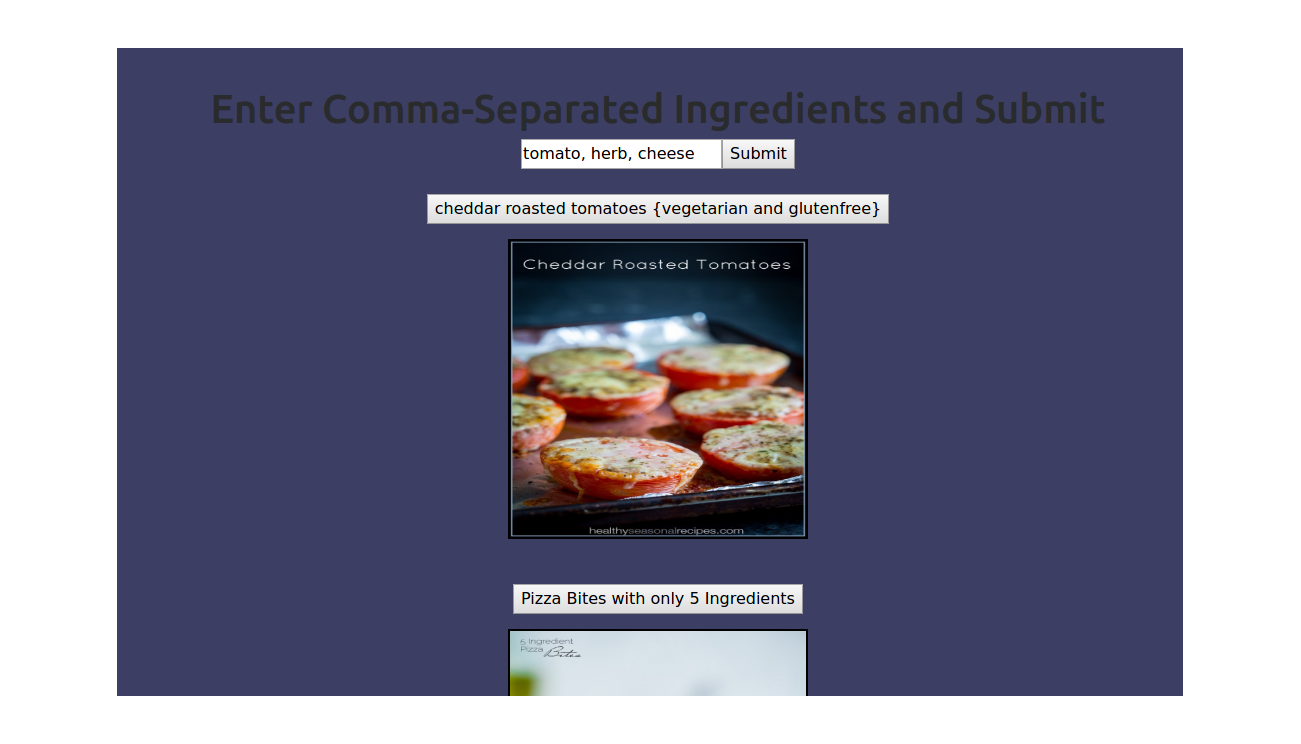 Enter Comma-Separated Ingredients and Submit
tomato, herb, cheese Submit
cheddar roasted tomatoes {vegetarian and glutenfree}
Cheddar Roasted Tomatoes
healthyseasonalrecipes.com
Pizza Bites with only 5 Ingredients
5 Ingredient
Pizza Bites